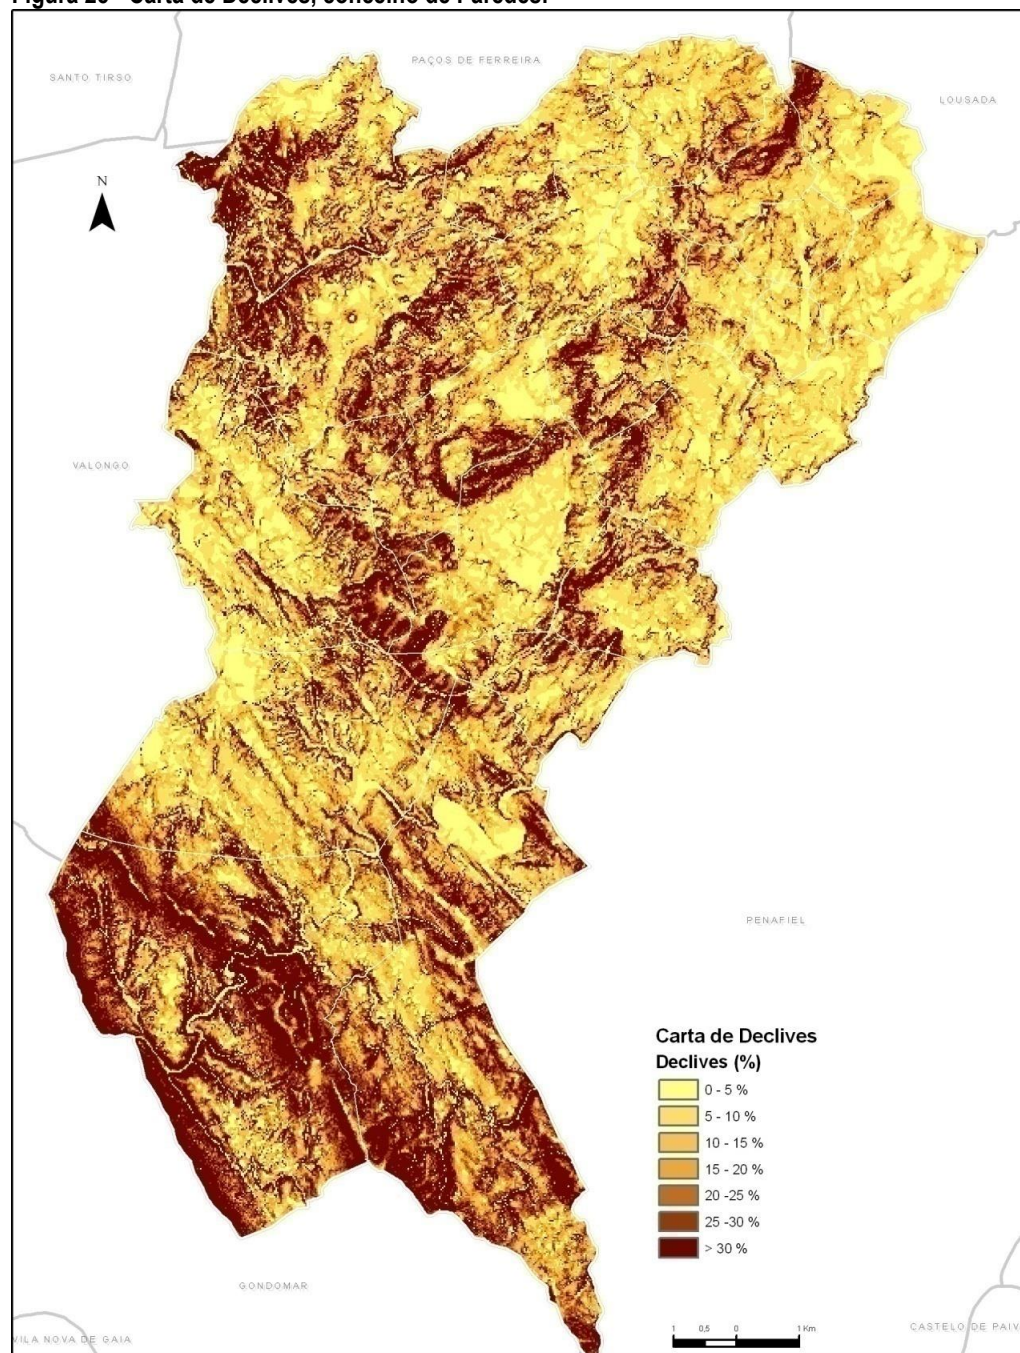 Figura 20 - Carta de Declives, concelho de Paredes.
PAÇOS DE FERREIRA
SANTO TIRSO
LOUSADA
N
VALONGO
PENAFIEL
Carta de Declives
Declives (%)
0 - 5 %
5 - 10 %
10 - 15 %
15 - 20 %
20 -25 %
25 -30 %
> 30 %
GONDOMAR
VILA NOVA DE GAIA
CASTELO DE PAIV
1 0,5 0 1 Km